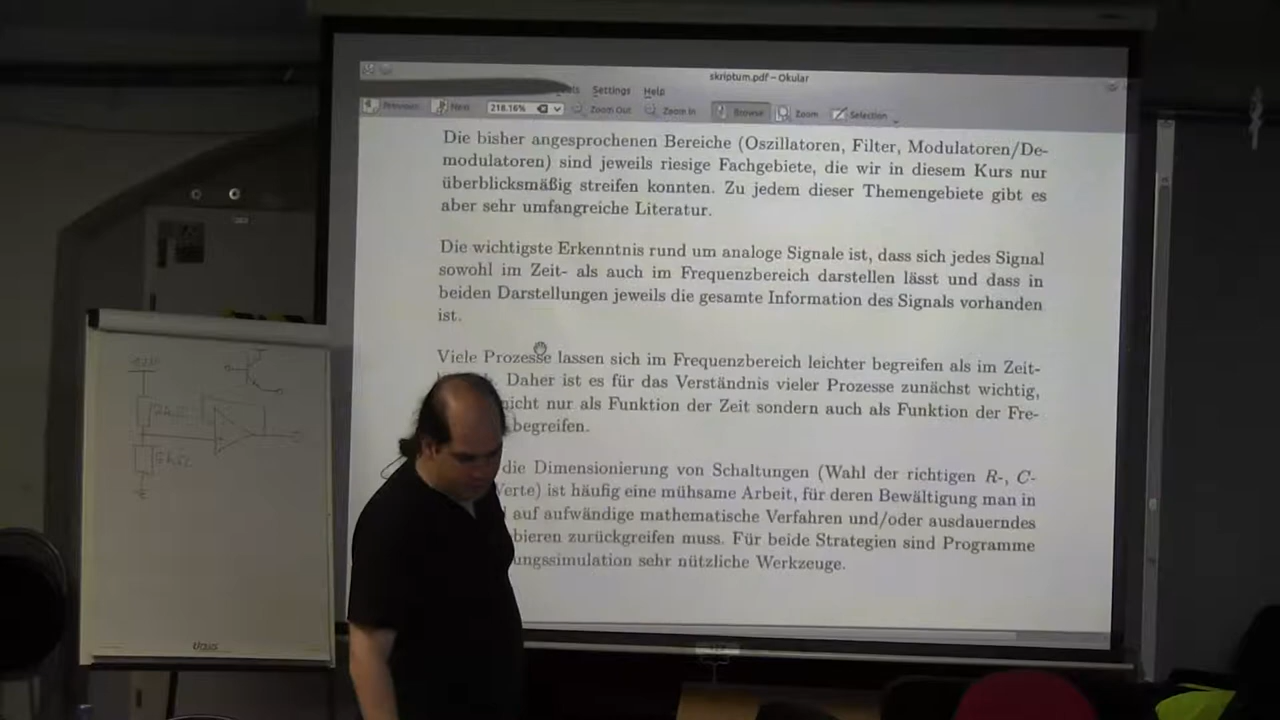 skriptum.pdf – Okular
Settings Help
Previous Next 218.16% Zoom Out Zoom In Browse Zoom Selection
Die bisher angesprochenen Bereiche (Oszillatoren, Filter, Modulatoren/De-
modulatoren) sind jeweils riesige Fachgebiete, die wir in diesem Kurs nur
überblicksmäßig streifen konnten. Zu jedem dieser Themengebiete gibt es
aber sehr umfangreiche Literatur.
Die wichtigste Erkenntnis rund um analoge Signale ist, dass sich jedes Signal
sowohl im Zeit- als auch im Frequenzbereich darstellen lässt und dass in
beiden Darstellungen jeweils die gesamte Information des Signals vorhanden
ist.
Viele Prozesse lassen sich im Frequenzbereich leichter begreifen als im Zeit-
Daher ist es für das Verständnis vieler Prozesse zunächst wichtig,
nicht nur als Funktion der Zeit sondern auch als Funktion der Fre-
begreifen.
die Dimensionierung von Schaltungen (Wahl der richtigen R-, C-
Werte) ist häufig eine mühsame Arbeit, für deren Bewältigung man in
auf aufwändige mathematische Verfahren und/oder ausdauerndes
bieren zurückgreifen muss. Für beide Strategien sind Programme
ungssimulation sehr nützliche Werkzeuge.